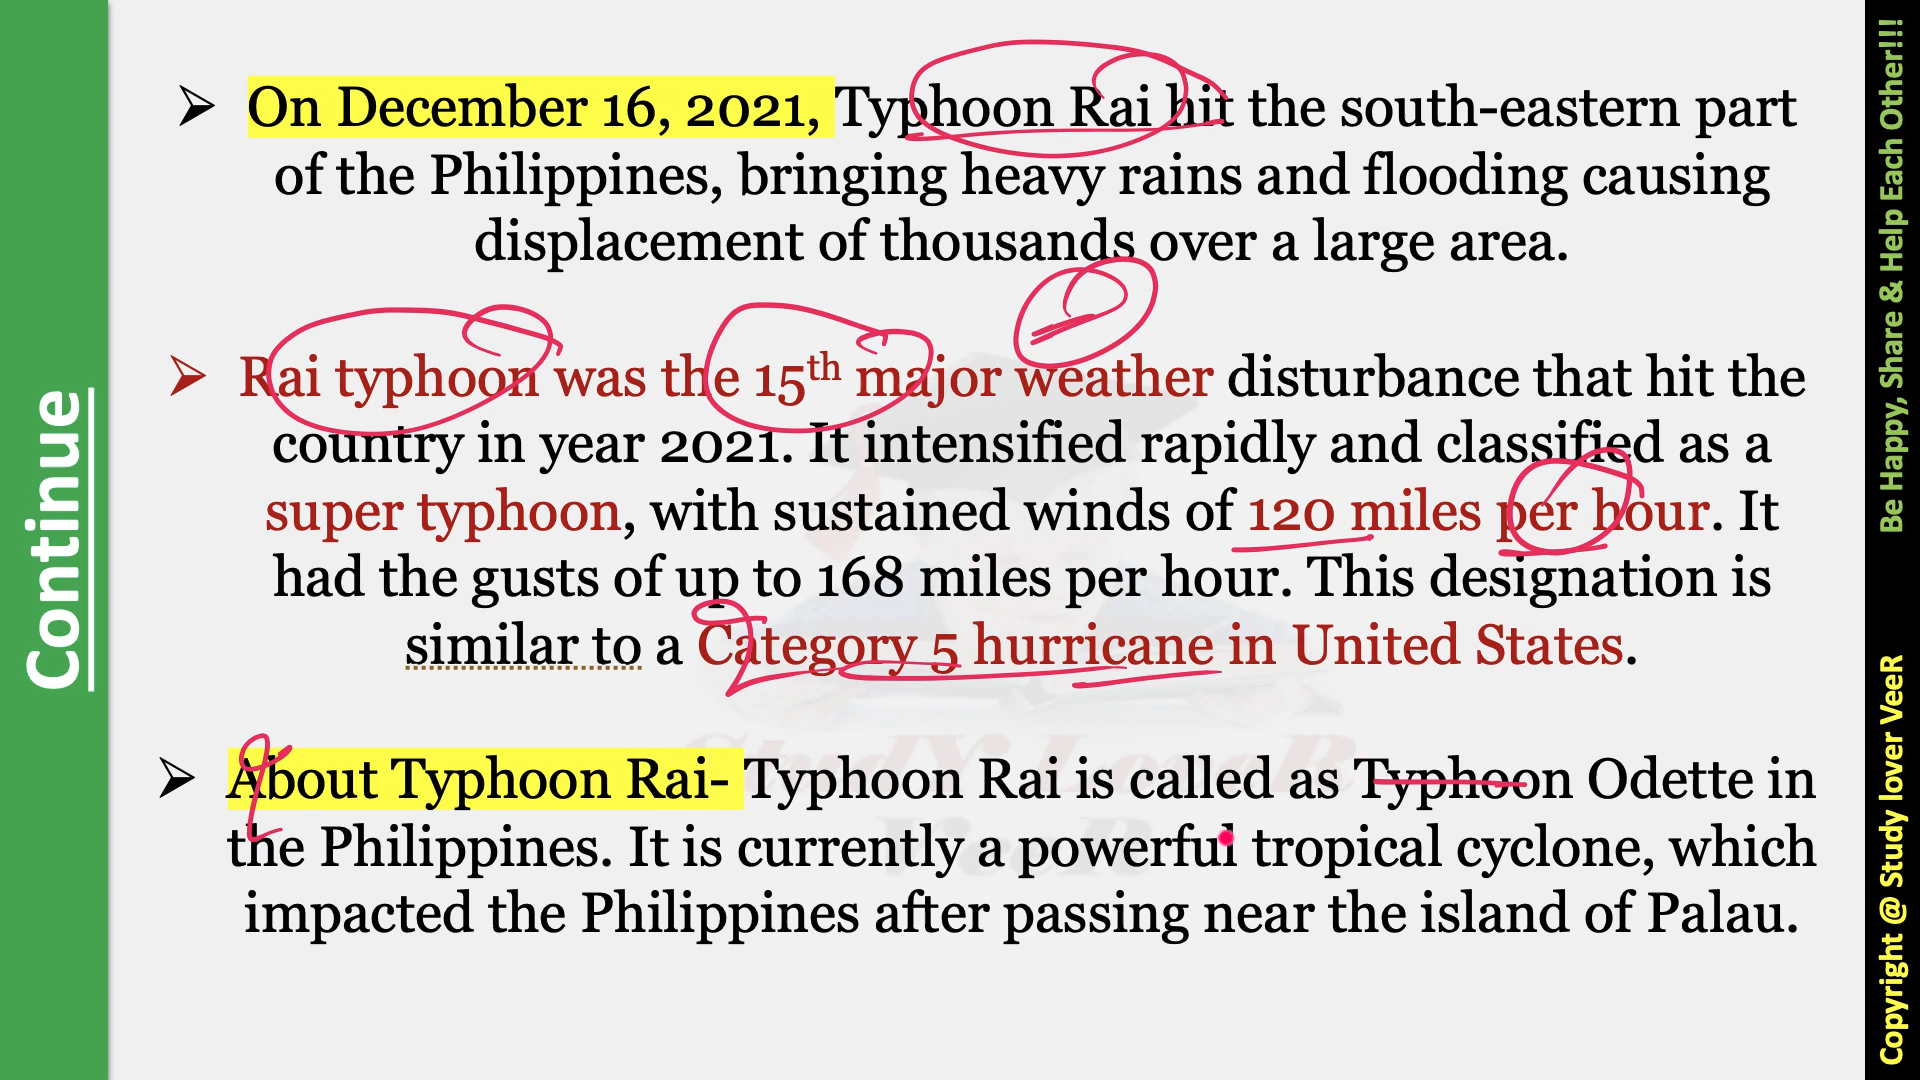 Continue
➢ On December 16, 2021, Typhoon Rai hit the south-eastern part
of the Philippines, bringing heavy rains and flooding causing
displacement of thousands over a large area.
➢ Rai typhoon was the 15th major weather disturbance that hit the
country in year 2021. It intensified rapidly and classified as a
super typhoon, with sustained winds of 120 miles per hour. It
had the gusts of up to 168 miles per hour. This designation is
similar to a Category 5 hurricane in United States.
➢ About Typhoon Rai- Typhoon Rai is called as Typhoon Odette in
the Philippines. It is currently a powerful tropical cyclone, which
impacted the Philippines after passing near the island of Palau.
StudY LoveR
VeeR
Copyright @ Study lover VeeR
Be Happy, Share & Help Each Other!!!